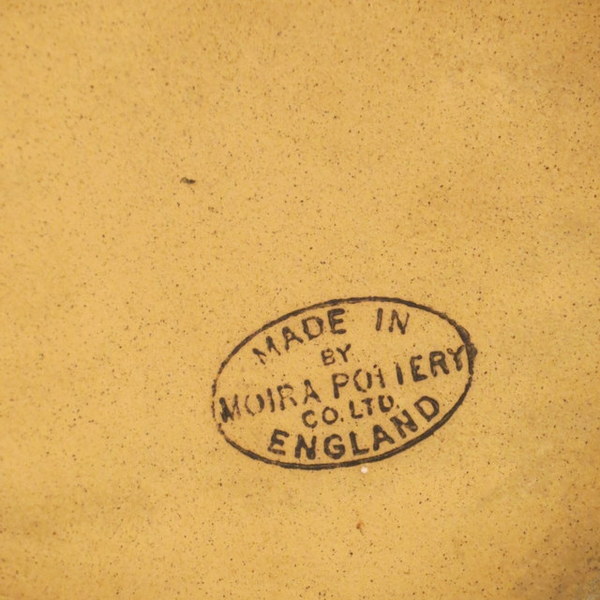 MADE IN
BY
MOIRA POTTERY
CO. LTD.
ENGLAND